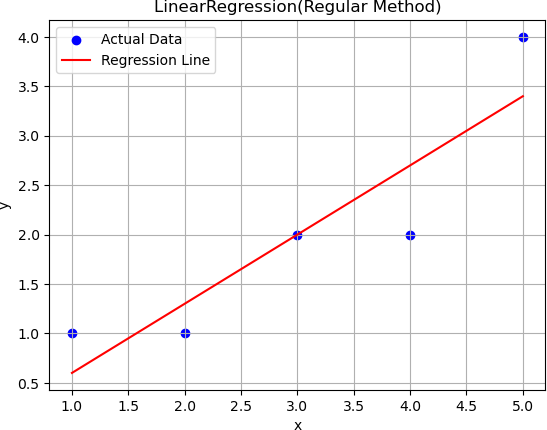 LinearRegression(Regular Method)
Actual Data
Regression Line
4.0
3.5
3.0
2.5
2.0
1.5
1.0
0.5
y
1.0 1.5 2.0 2.5 3.0 3.5 4.0 4.5 5.0
x